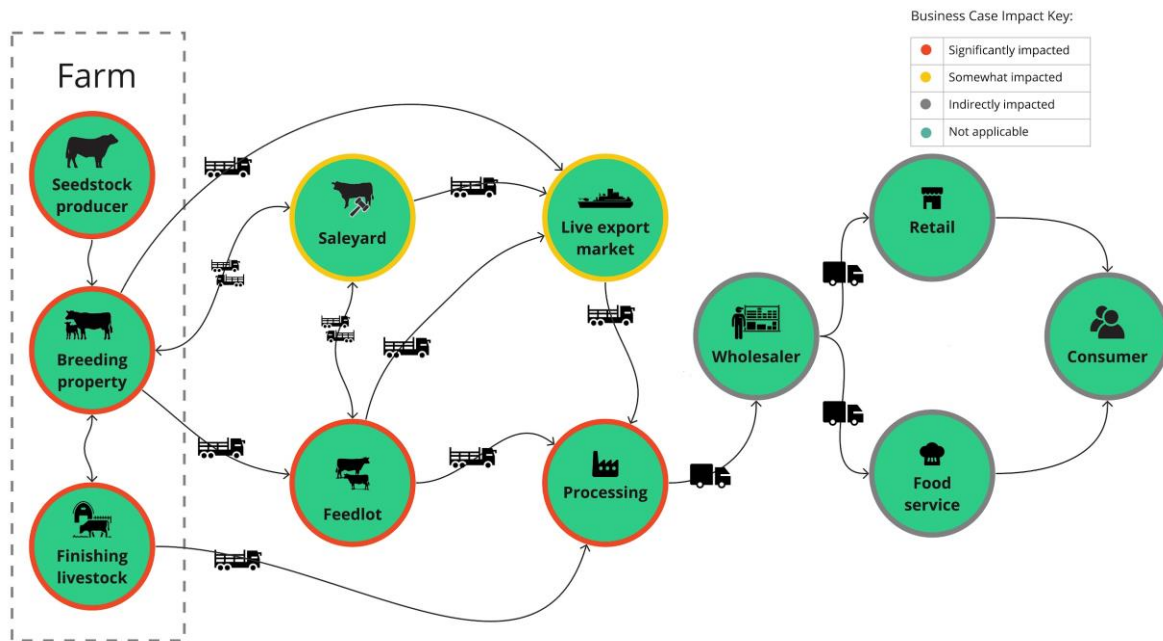 Business Case Impact Key:
Significantly impacted
Somewhat impacted
Indirectly impacted
Not applicable
Farm
Seedstock
producer
Breeding
property
Finishing
livestock
Saleyard
Feedlot
Live export
market
Processing
Wholesaler
Retail
Food
service
Consumer